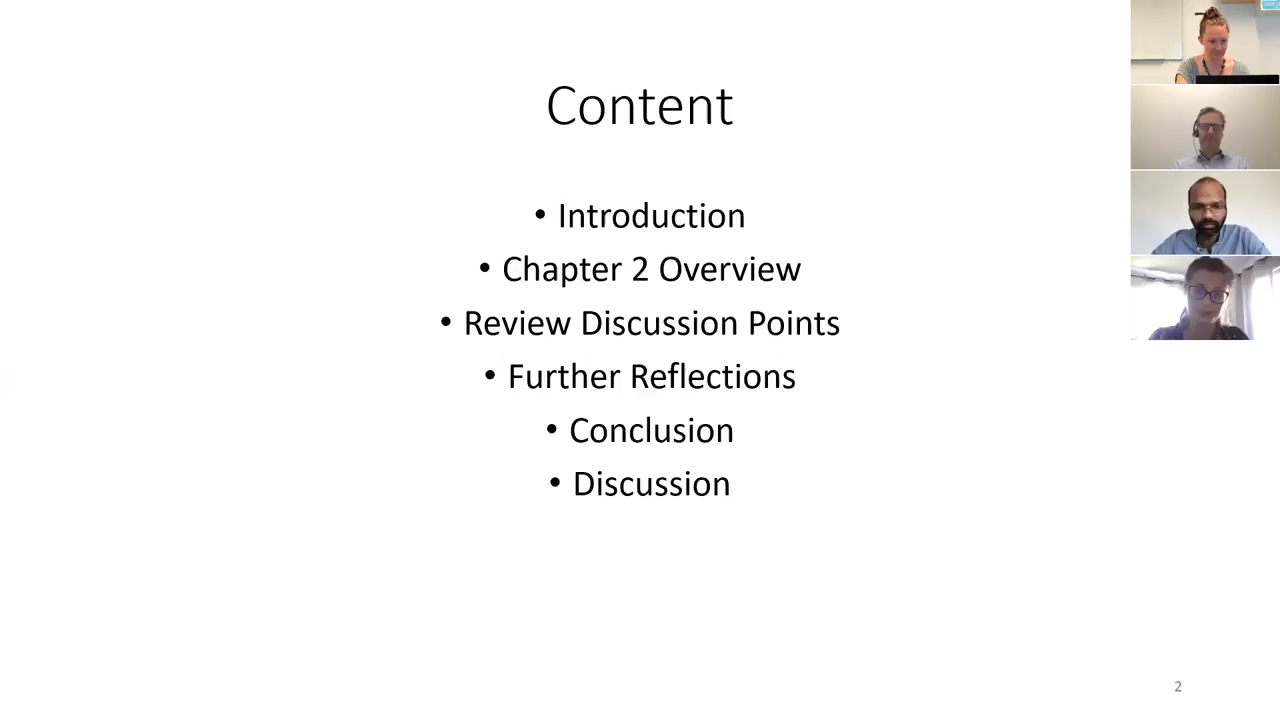 Content
• Introduction
• Chapter 2 Overview
• Review Discussion Points
• Further Reflections
• Conclusion
• Discussion
2